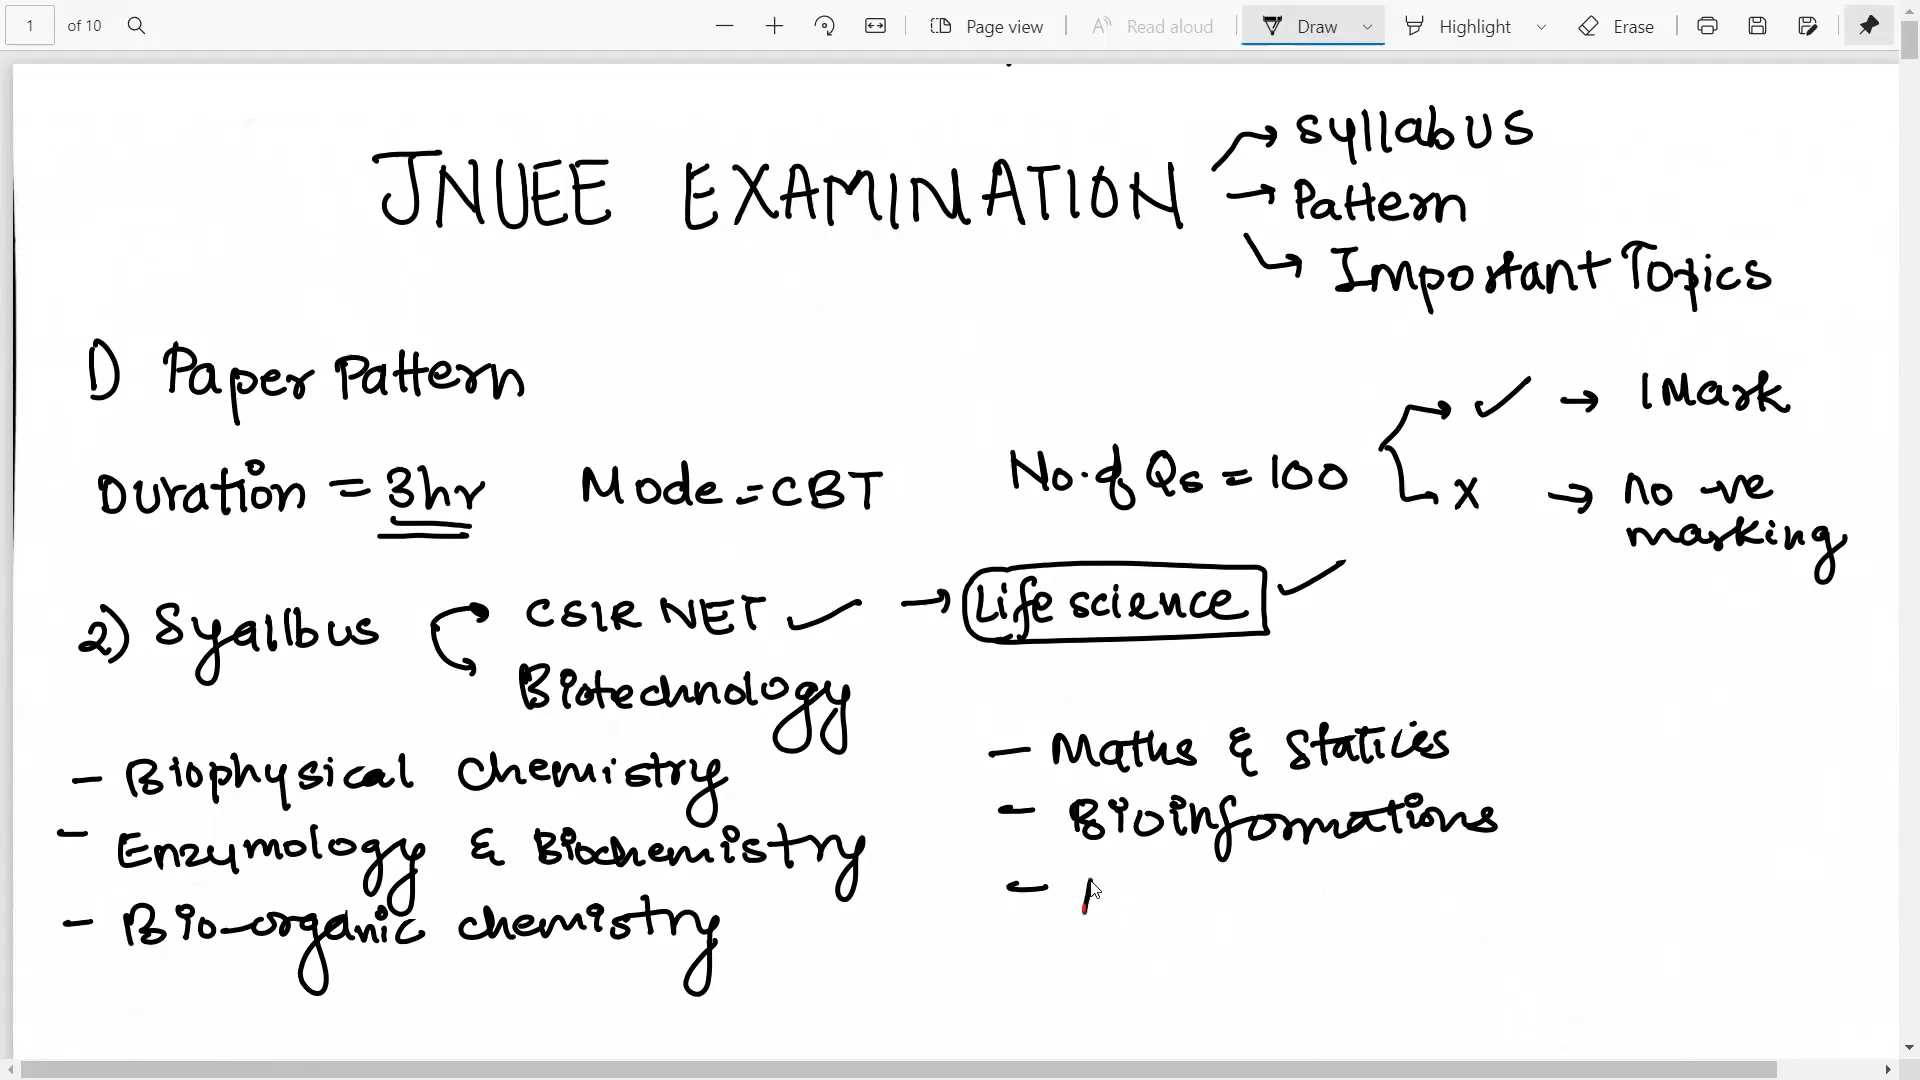 1 of 10 Page view Read aloud Draw Highlight Erase
JNUEE EXAMINATION
→ syllabus
→ Pattern
→ Important Topics
1) Paper Pattern
Duration = 3hr Mode = CBT No. of Qs = 100
✓ → 1 Mark
x → no -ve
marking
2) Syallbus
CSIR NET ✓ → Life science ✓
Biotechnology
- Biophysical chemistry
- Enzymology & Biochemistry
- Bio-organic chemistry
- Maths & Statices
- Bioinformations
-